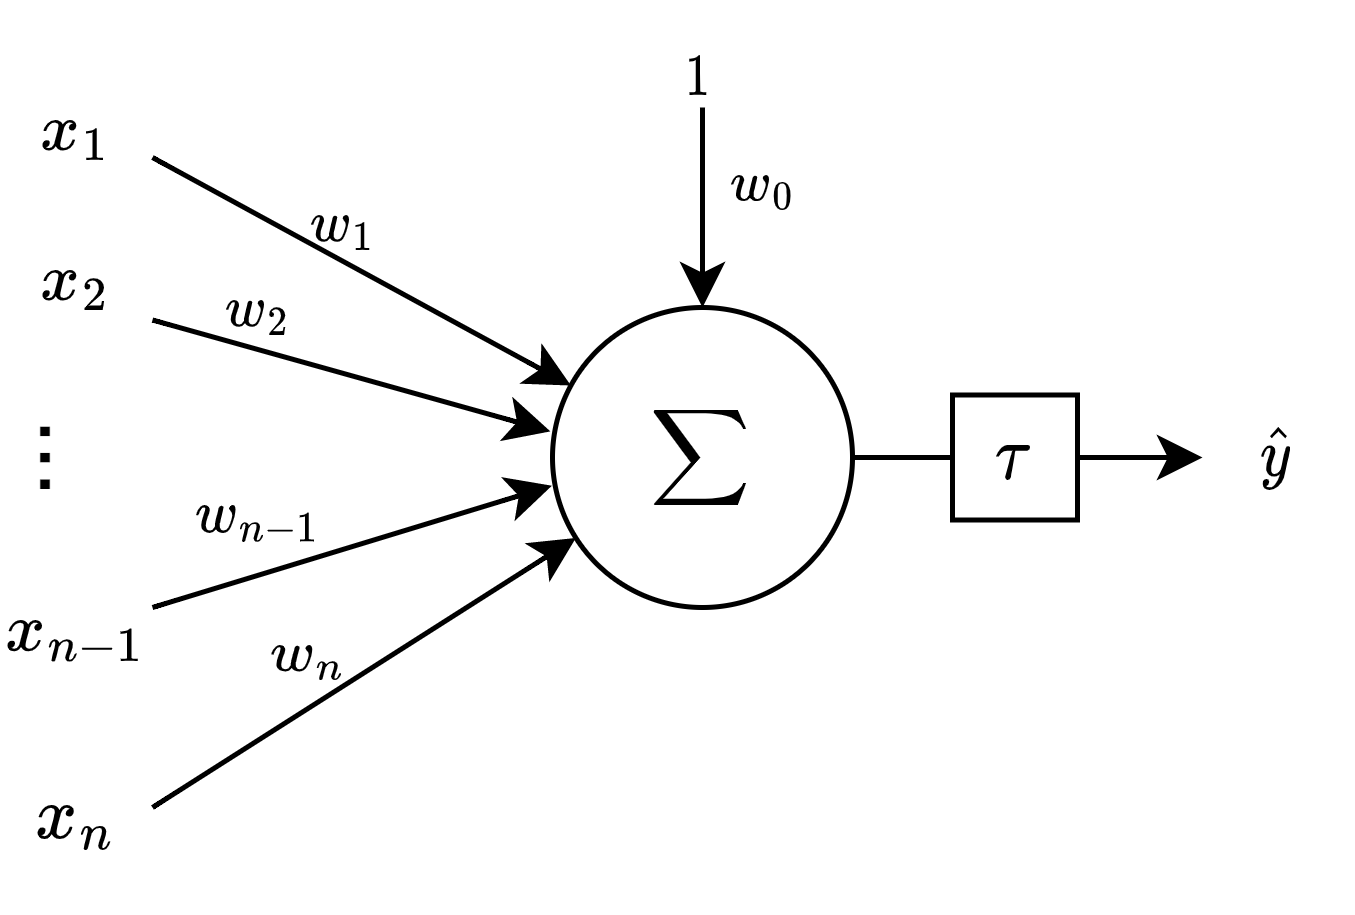 1
x₁
w₀
w₁
x₂
w₂
∑
τ
ŷ
⋮
wₙ₋₁
xₙ₋₁
wₙ
xₙ